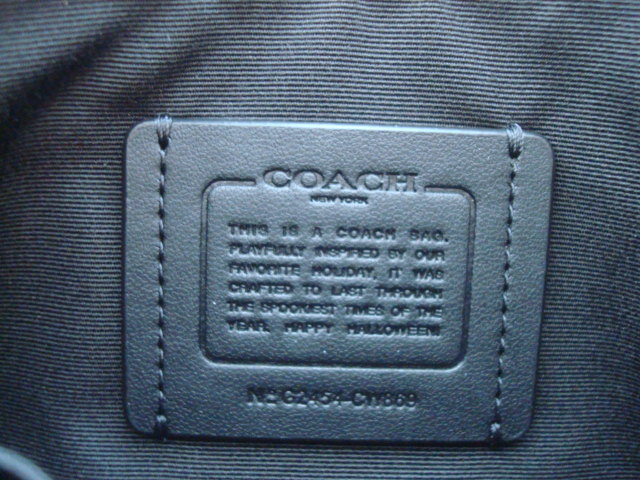 COACH
NEW YORK
THIS IS A COACH BAG.
PLAYFULLY INSPIRED BY OUR
FAVORITE HOLIDAY, IT WAS
CRAFTED TO LAST THROUGH
THE SPOOKIEST TIMES OF THE
YEAR. HAPPY HALLOWEEN!
Nº C2454-CW869